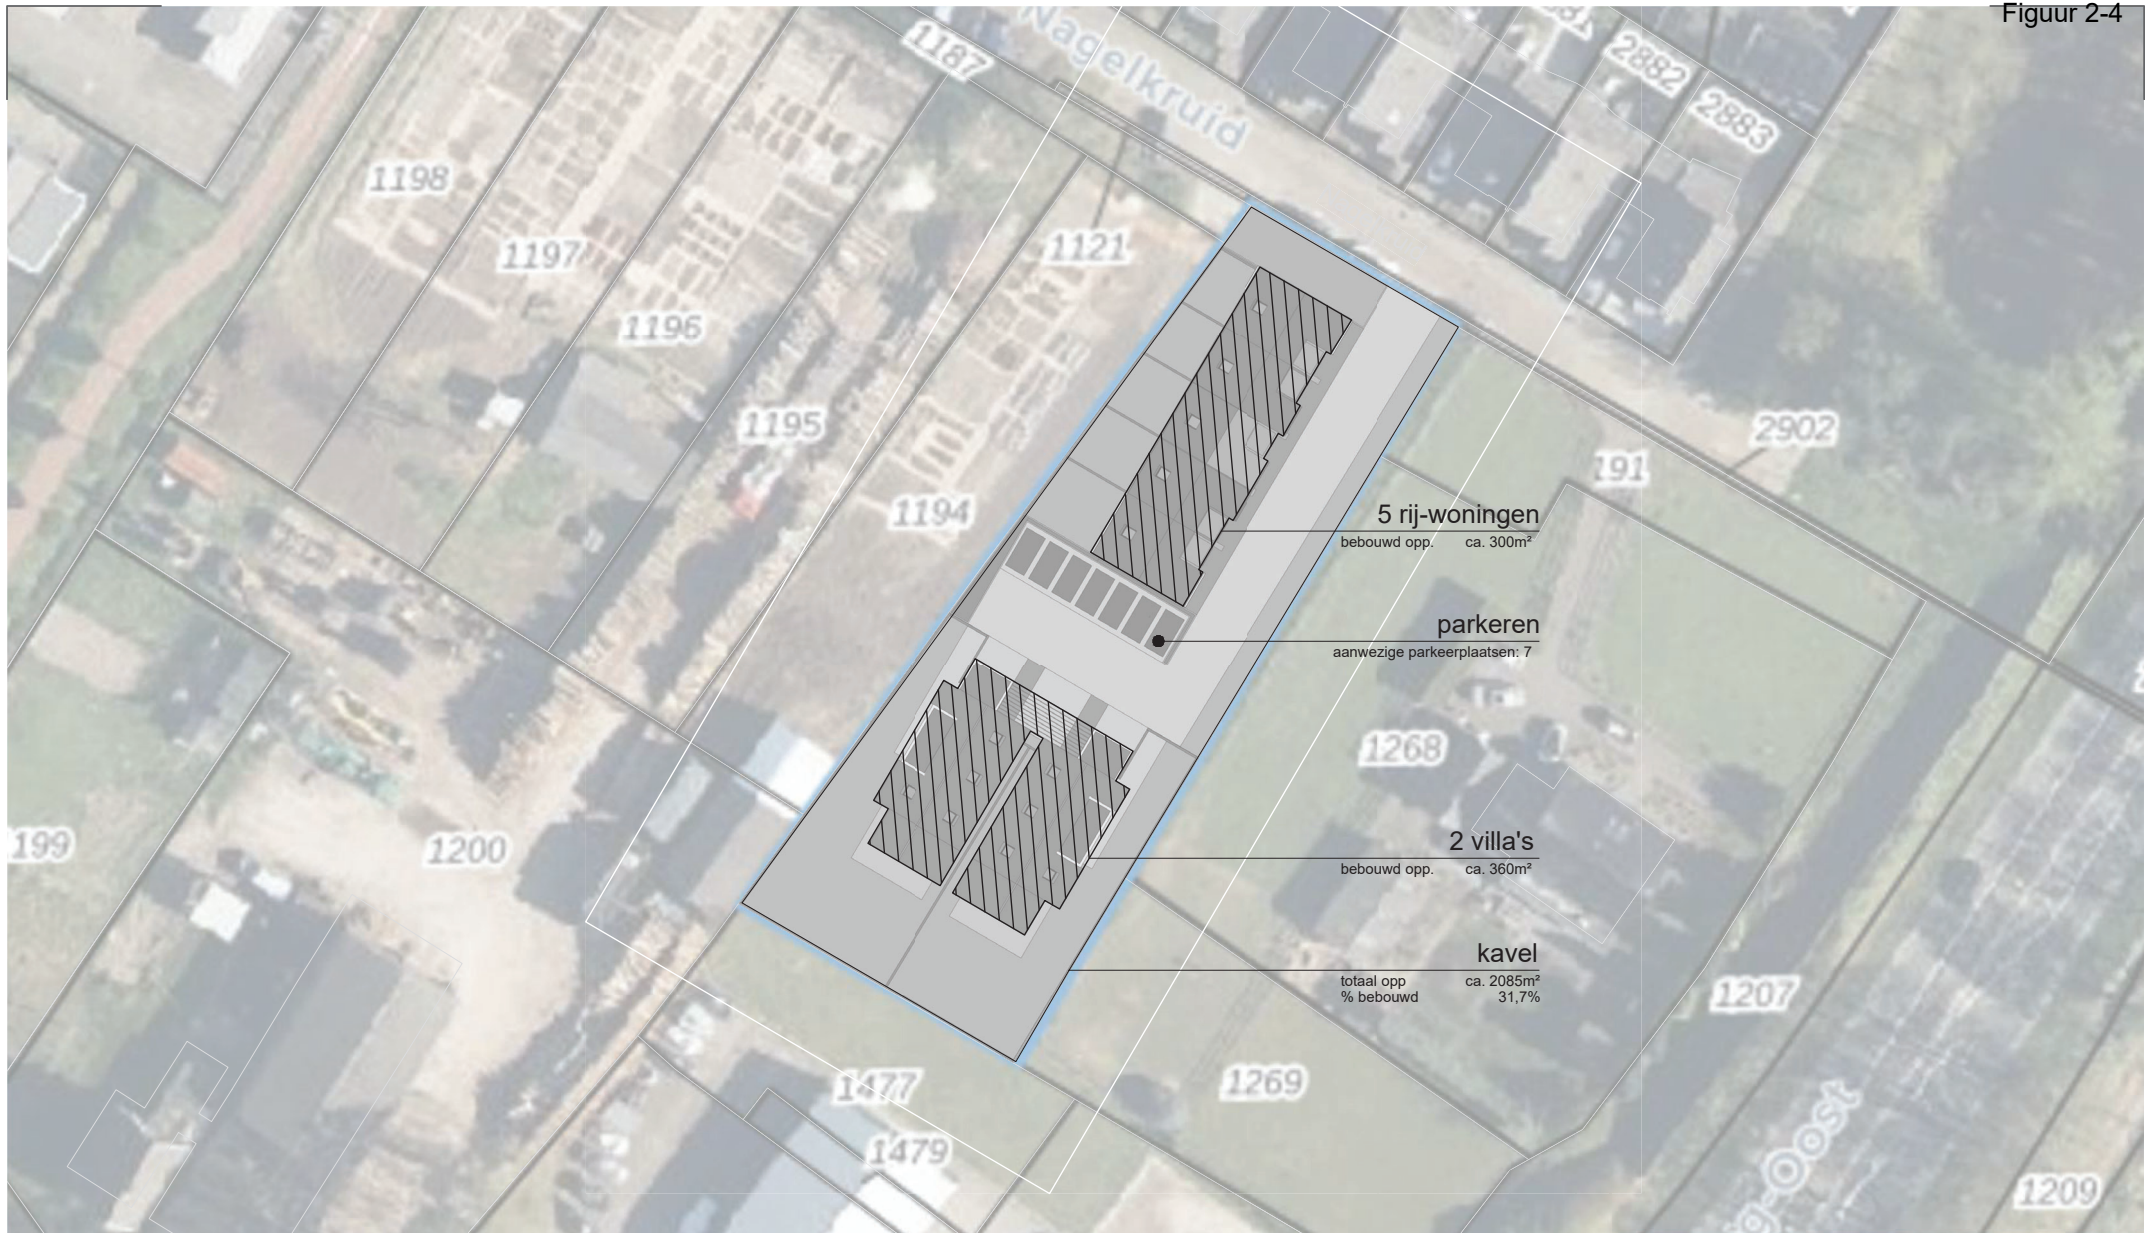 Figuur 2-4
1187
Nagelkruid
2881
2882
2883
1198
1197
1121
1196
1195
2902
191
1194
5 rij-woningen
bebouwd opp. ca. 300m²
parkeren
aanwezige parkeerplaatsen: 7
1268
2 villa's
bebouwd opp. ca. 360m²
199
1200
kavel
totaal opp ca. 2085m²
% bebouwd 31,7%
1207
1477
1269
1479
g-Oost
1209